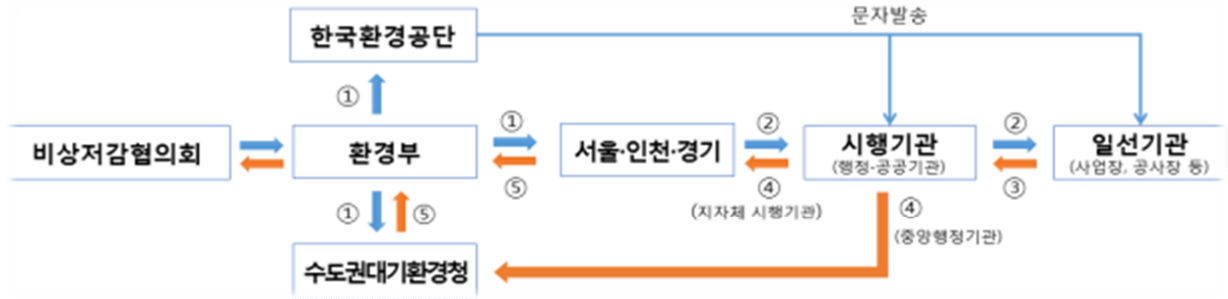 문자발송
한국환경공단
①
① ② ②
비상저감협의회 환경부 서울·인천·경기 시행기관 일선기관
(행정·공공기관) (사업장, 공사장 등)
⑤ ④ ③
(지자체 시행기관)
① ⑤ ④
(중앙행정기관)
수도권대기환경청